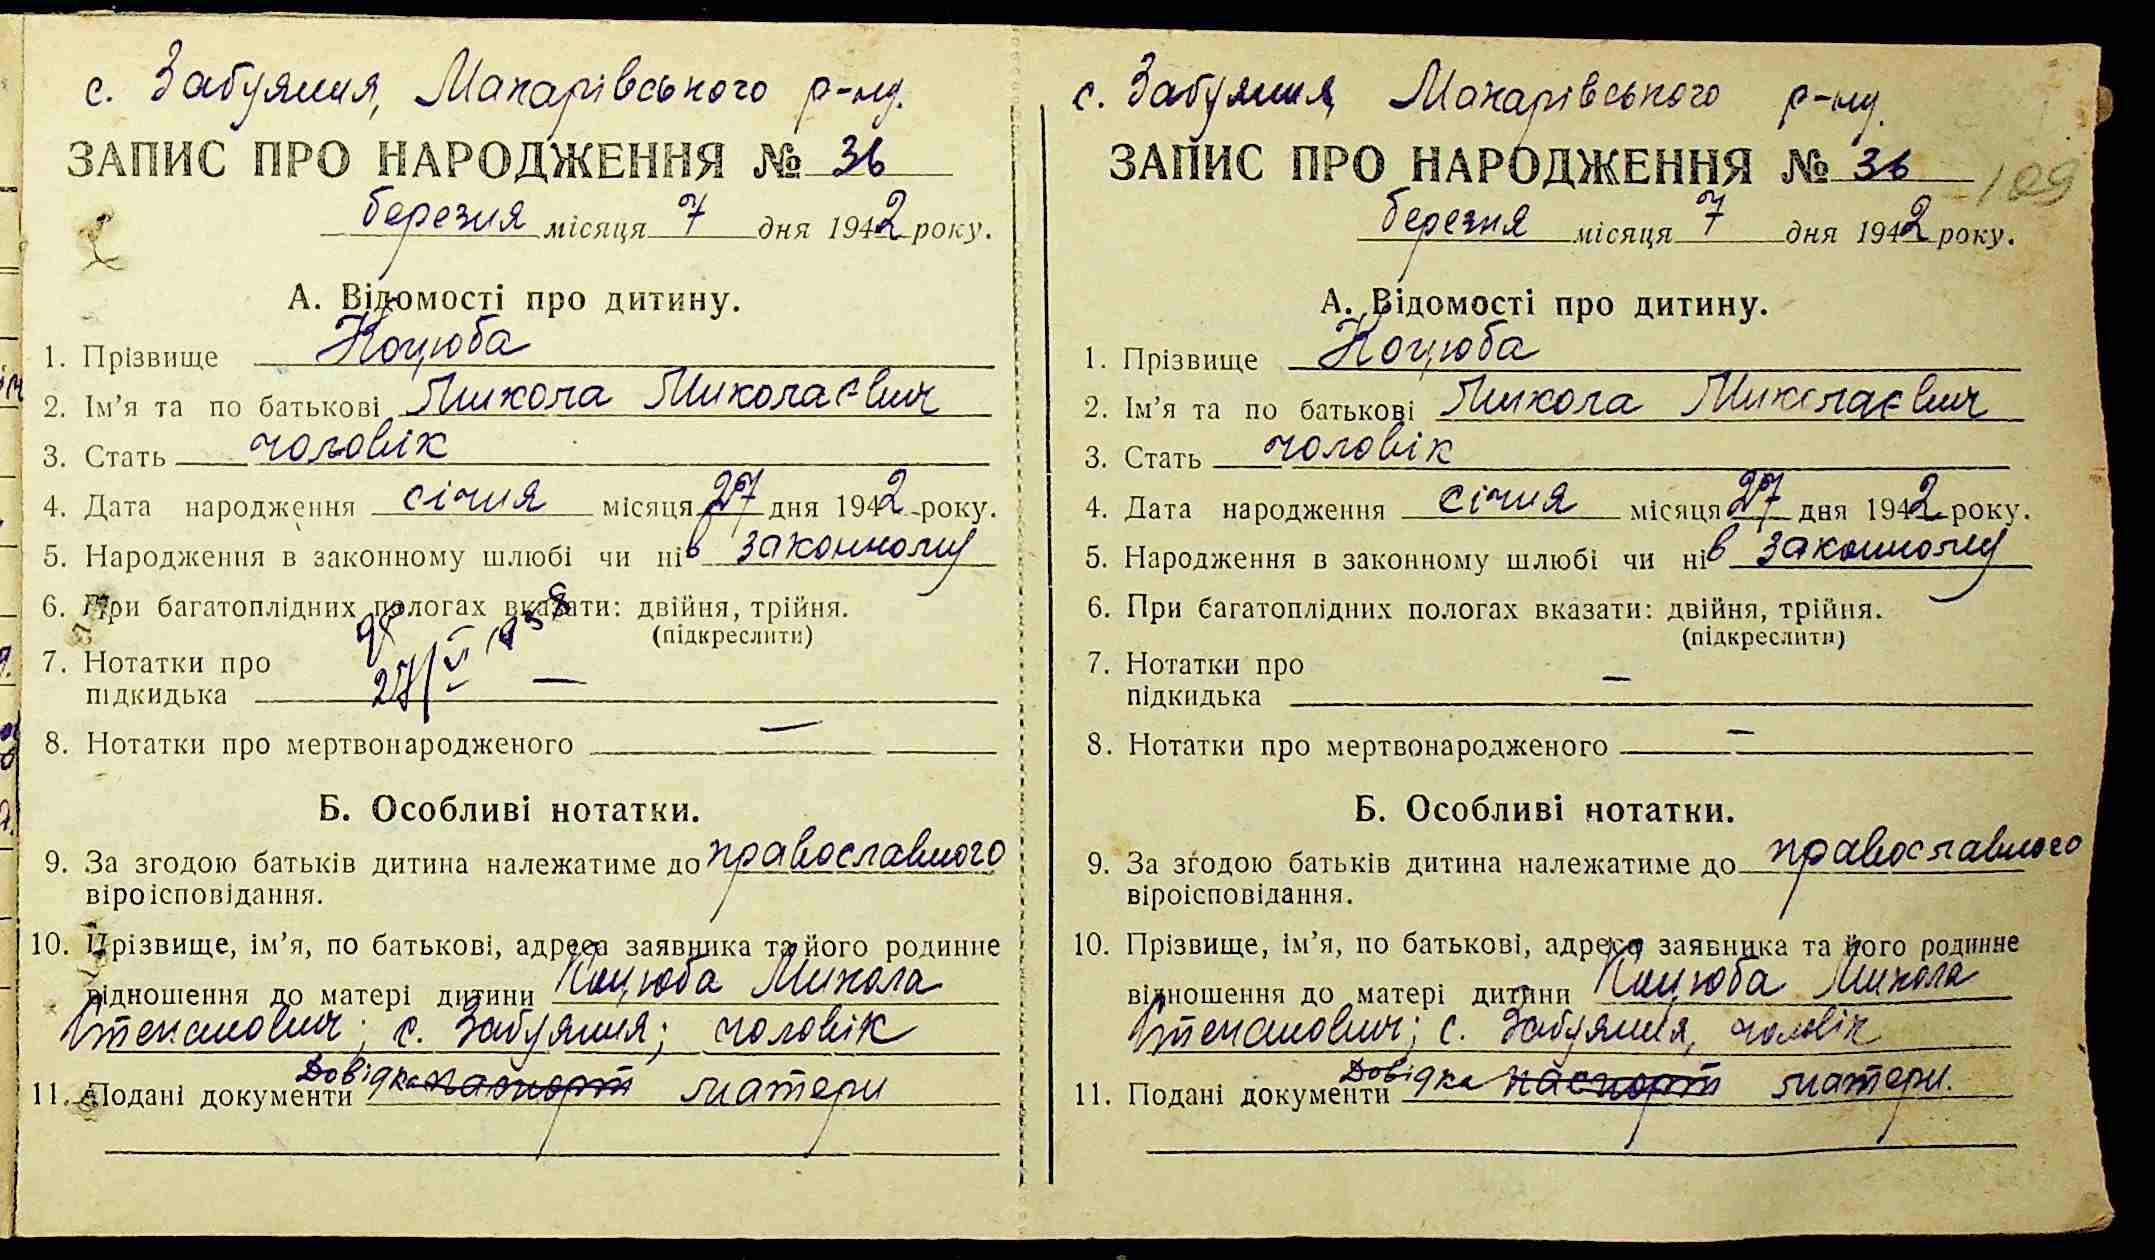 с. Забуяння, Макарівського р-ну.
ЗАПИС ПРО НАРОДЖЕННЯ № 36
березня місяця 7 дня 1942 року.
А. Відомості про дитину.
1. Прізвище Коцюба
2. Ім’я та по батькові Микола Миколаєвич
3. Стать чоловік
4. Дата народження січня місяця 27 дня 1942 року.
5. Народження в законному шлюбі чи ні в законному
6. При багатоплідних пологах вказати: двійня, трійня.
(підкреслити)
7. Нотатки про
підкидька —
8. Нотатки про мертвонародженого —
Б. Особливі нотатки.
9. За згодою батьків дитина належатиме до православного
віроісповідання.
10. Прізвище, ім’я, по батькові, адреса заявника та його родинне
відношення до матері дитини Коцюба Микола
Степанович; с. Забуяння; чоловік
11. Подані документи Довідка паспорт матери
с. Забуяння, Макарівського р-ну.
ЗАПИС ПРО НАРОДЖЕННЯ № 36
109
березня місяця 7 дня 1942 року.
А. Відомості про дитину.
1. Прізвище Коцюба
2. Ім’я та по батькові Микола Миколаєвич
3. Стать чоловік
4. Дата народження січня місяця 27 дня 1942 року.
5. Народження в законному шлюбі чи ні в законному
6. При багатоплідних пологах вказати: двійня, трійня.
(підкреслити)
7. Нотатки про
підкидька —
8. Нотатки про мертвонародженого —
Б. Особливі нотатки.
9. За згодою батьків дитина належатиме до православного
віроісповідання.
10. Прізвище, ім’я, по батькові, адреса заявника та його родинне
відношення до матері дитини Коцюба Микола
Степанович; с. Забуяння, чоловік
11. Подані документи Довідка паспорт матери.